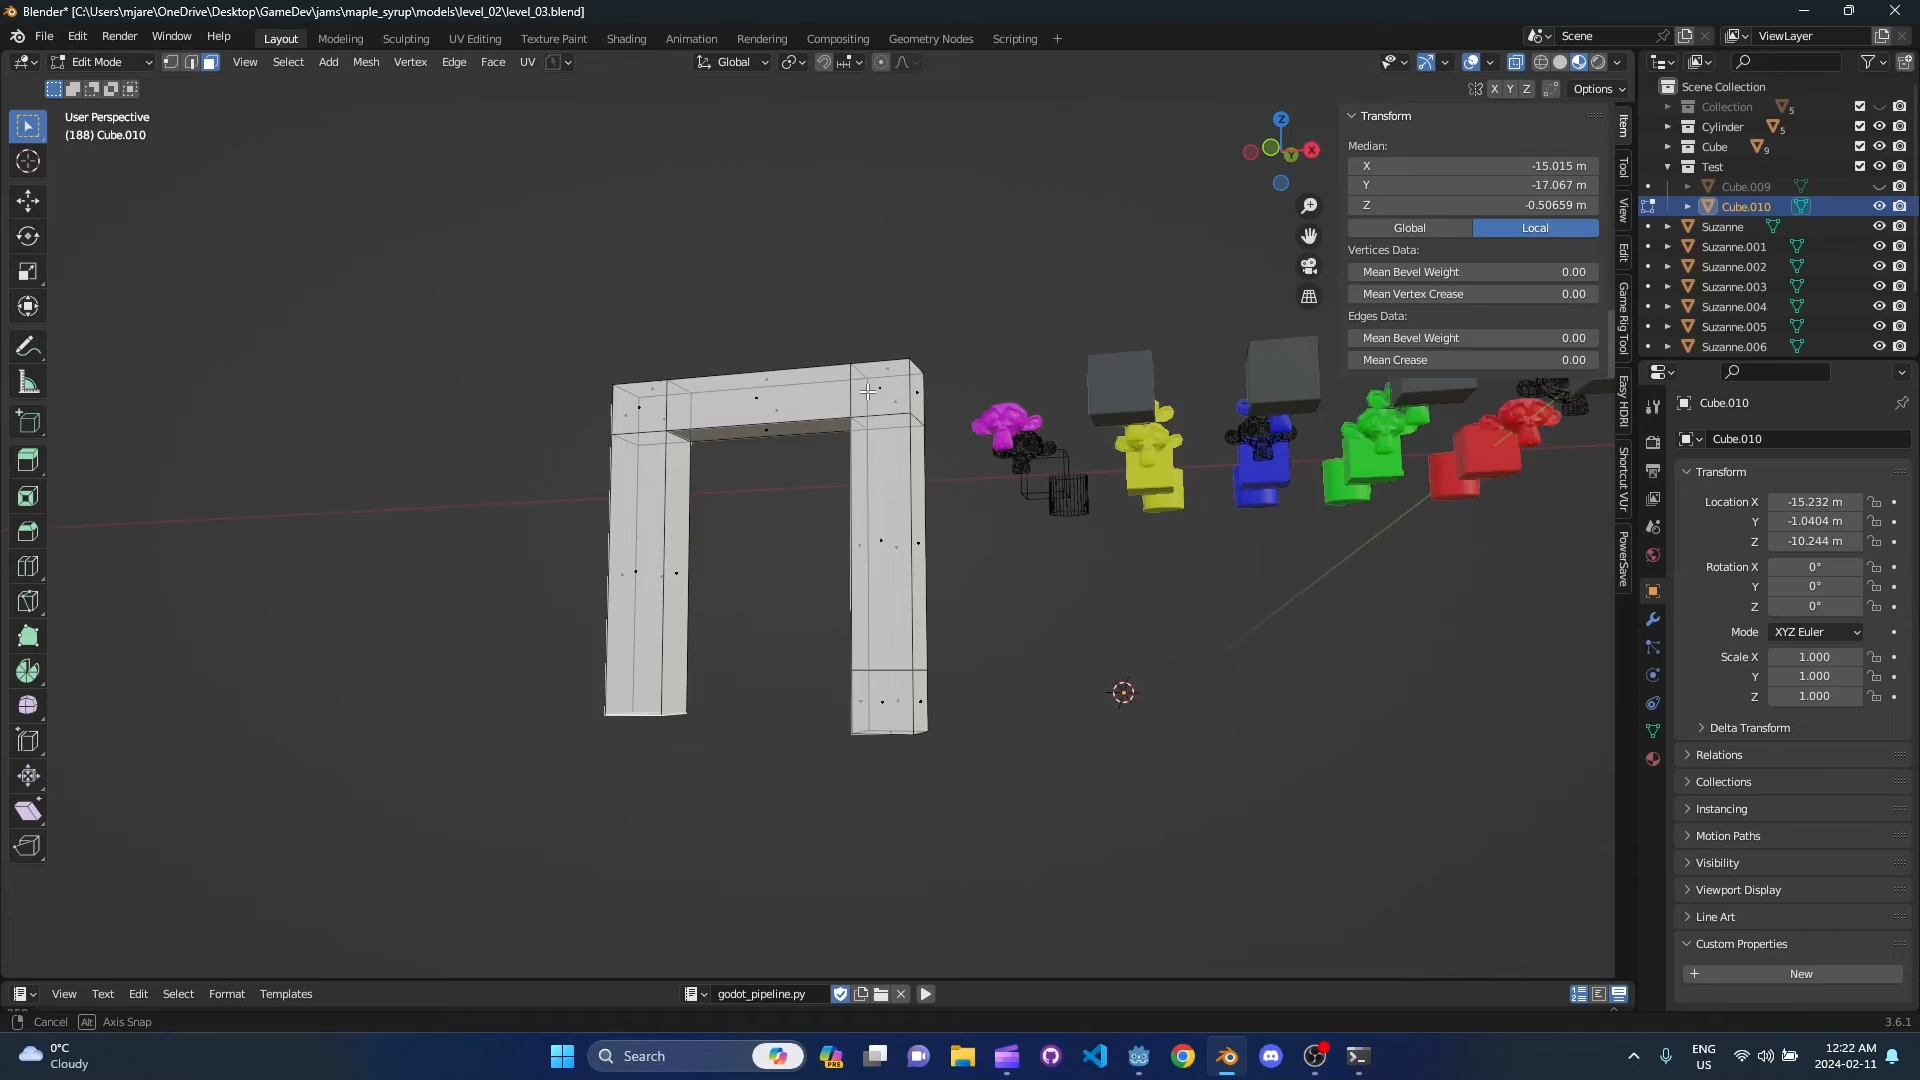 Blender* [C:\Users\mjare\OneDrive\Desktop\GameDev\jams\maple_syrup\models\level_02\level_03.blend]
File Edit Render Window Help Layout Modeling Sculpting UV Editing Texture Paint Shading Animation Rendering Compositing Geometry Nodes Scripting + Scene ViewLayer
Edit Mode View Select Add Mesh Vertex Edge Face UV Global
X Y Z Options
User Perspective
(188) Cube.010
Z
X
Y
Transform
Median:
X -15.015 m
Y -17.067 m
Z -0.50659 m
Global Local
Vertices Data:
Mean Bevel Weight 0.00
Mean Vertex Crease 0.00
Edges Data:
Mean Bevel Weight 0.00
Mean Crease 0.00
Item
Tool
View
Edit
Game Rig Tool
Easy HDRI
Shortcut VUr
PowerSave
Scene Collection
Collection 5
Cylinder 5
Cube 9
Test
Cube.009
Cube.010
Suzanne
Suzanne.001
Suzanne.002
Suzanne.003
Suzanne.004
Suzanne.005
Suzanne.006
Cube.010
Cube.010
Transform
Location X -15.232 m
Y -1.0404 m
Z -10.244 m
Rotation X 0°
Y 0°
Z 0°
Mode XYZ Euler
Scale X 1.000
Y 1.000
Z 1.000
Delta Transform
Relations
Collections
Instancing
Motion Paths
Visibility
Viewport Display
Line Art
Custom Properties
+ New
View Text Edit Select Format Templates godot_pipeline.py
Cancel Alt Axis Snap 3.6.1
0°C
Cloudy
Search
PRE
ENG
US
12:22 AM
2024-02-11